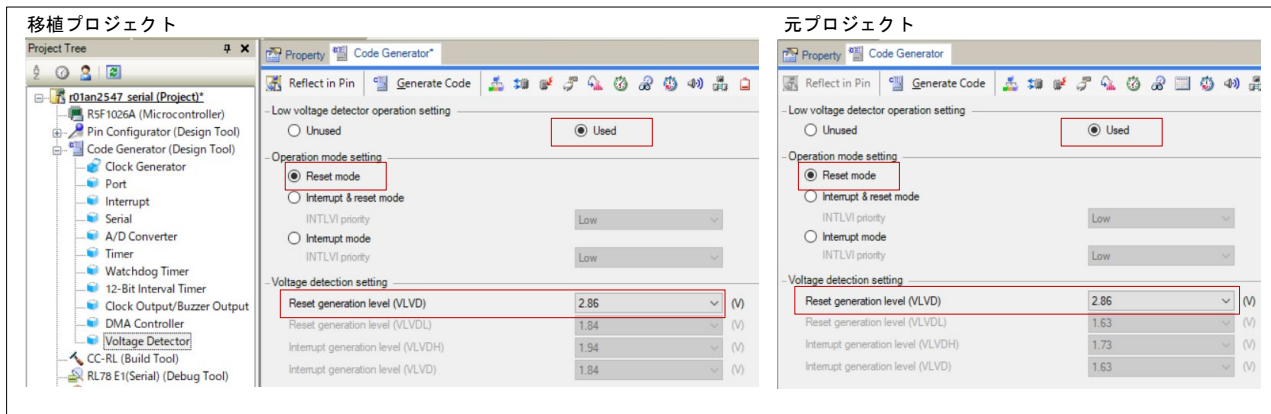 移植プロジェクト
Project Tree
r01an2547_serial (Project)*
R5F1026A (Microcontroller)
Pin Configurator (Design Tool)
Code Generator (Design Tool)
Clock Generator
Port
Interrupt
Serial
A/D Converter
Timer
Watchdog Timer
12-Bit Interval Timer
Clock Output/Buzzer Output
DMA Controller
Voltage Detector
CC-RL (Build Tool)
RL78 E1(Serial) (Debug Tool)
Property Code Generator*
Reflect in Pin Generate Code
Low voltage detector operation setting
Unused Used
Operation mode setting
Reset mode
Interrupt & reset mode
INTLVI priority Low
Interrupt mode
INTLVI priority Low
Voltage detection setting
Reset generation level (VLVD) 2.86 (V)
Reset generation level (VLVDL) 1.84 (V)
Interrupt generation level (VLVDH) 1.94 (V)
Interrupt generation level (VLVD) 1.84 (V)
元プロジェクト
Property Code Generator
Reflect in Pin Generate Code
Low voltage detector operation setting
Unused Used
Operation mode setting
Reset mode
Interrupt & reset mode
INTLVI priority Low
Interrupt mode
INTLVI priority Low
Voltage detection setting
Reset generation level (VLVD) 2.86 (V)
Reset generation level (VLVDL) 1.63 (V)
Interrupt generation level (VLVDH) 1.73 (V)
Interrupt generation level (VLVD) 1.63 (V)